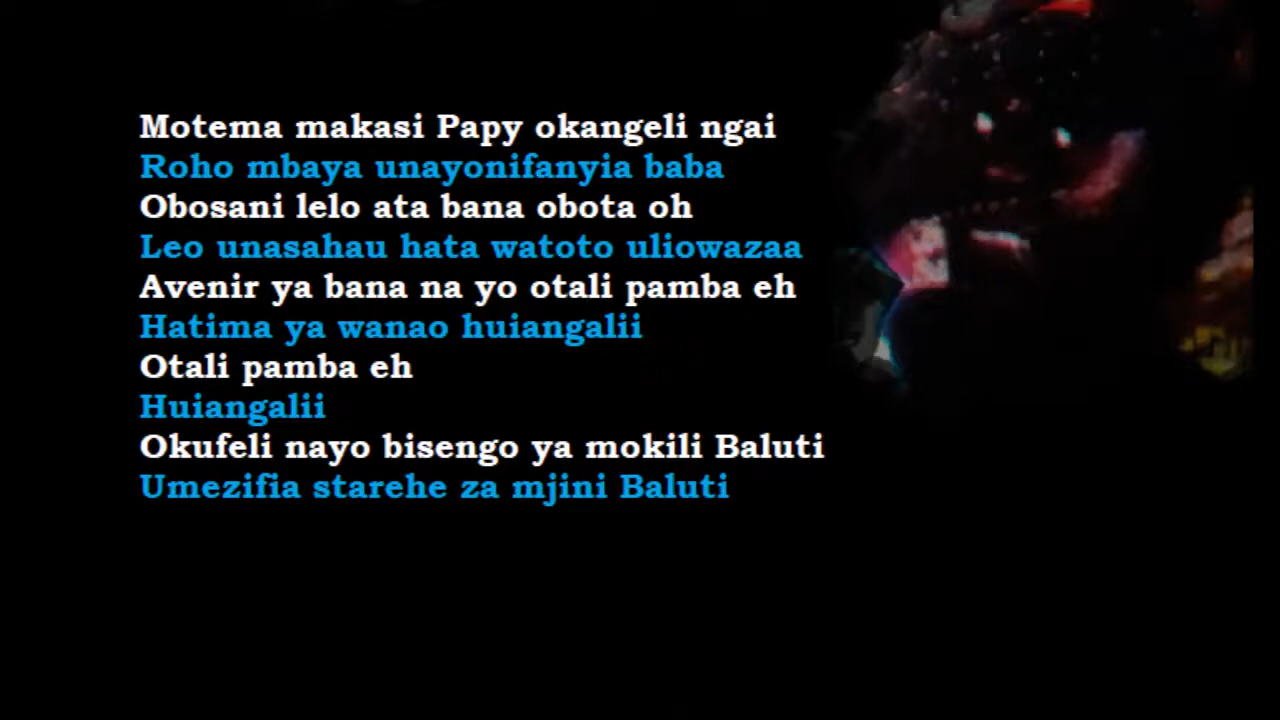 Motema makasi Papy okangeli ngai
Roho mbaya unayonifanyia baba
Obosani lelo ata bana obota oh
Leo unasahau hata watoto uliowazaa
Avenir ya bana na yo otali pamba eh
Hatima ya wanao huiangalii
Otali pamba eh
Huiangalii
Okufeli nayo bisengo ya mokili Baluti
Umezifia starehe za mjini Baluti